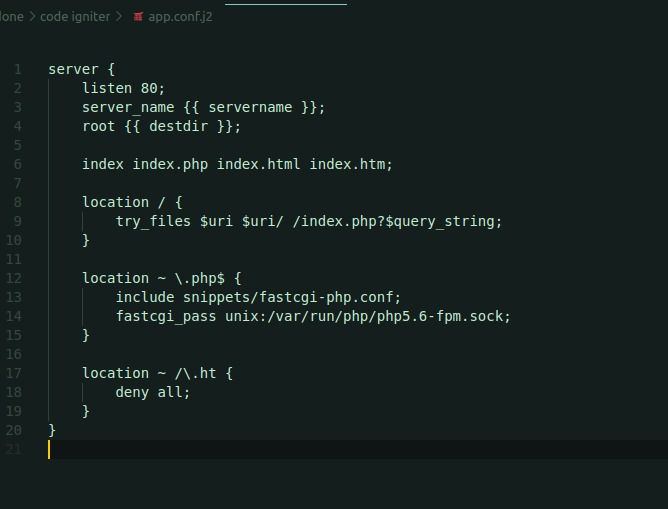 lone > code igniter > app.conf.j2
1 server {
2     listen 80;
3     server_name {{ servername }};
4     root {{ destdir }};
5
6     index index.php index.html index.htm;
7
8     location / {
9         try_files $uri $uri/ /index.php?$query_string;
10     }
11
12     location ~ \.php$ {
13         include snippets/fastcgi-php.conf;
14         fastcgi_pass unix:/var/run/php/php5.6-fpm.sock;
15     }
16
17     location ~ /\.ht {
18         deny all;
19     }
20 }
21